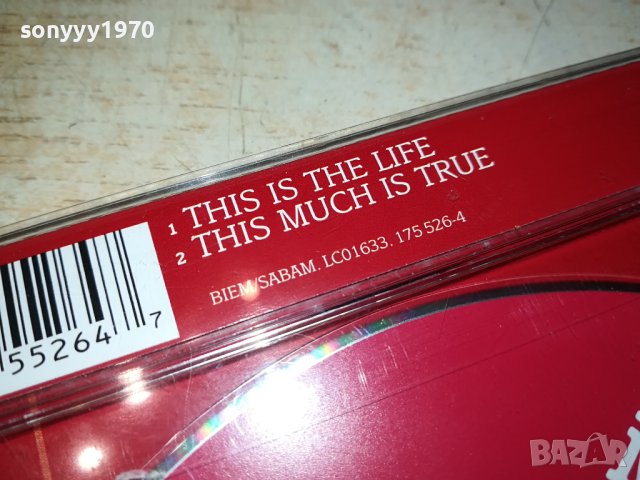 sonyyy1970
1 THIS IS THE LIFE
2 THIS MUCH IS TRUE
BIEM/SABAM. LC01633. 175 526-4
55264 7
BAZAR